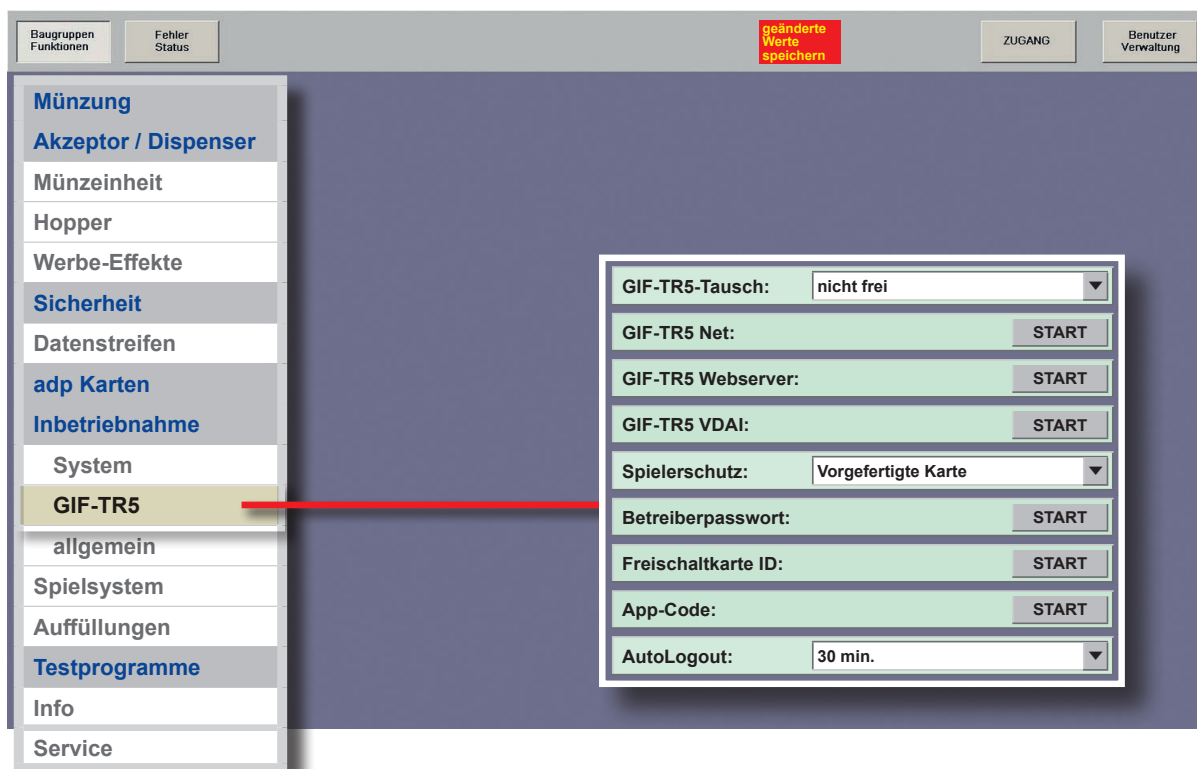 Baugruppen
Funktionen
Fehler
Status
geänderte
Werte
speichern
ZUGANG
Benutzer
Verwaltung
Münzung
Akzeptor / Dispenser
Münzeinheit
Hopper
Werbe-Effekte
Sicherheit
Datenstreifen
adp Karten
Inbetriebnahme
System
GIF-TR5
allgemein
Spielsystem
Auffüllungen
Testprogramme
Info
Service
GIF-TR5-Tausch: nicht frei
GIF-TR5 Net: START
GIF-TR5 Webserver: START
GIF-TR5 VDAI: START
Spielerschutz: Vorgefertigte Karte
Betreiberpasswort: START
Freischaltkarte ID: START
App-Code: START
AutoLogout: 30 min.